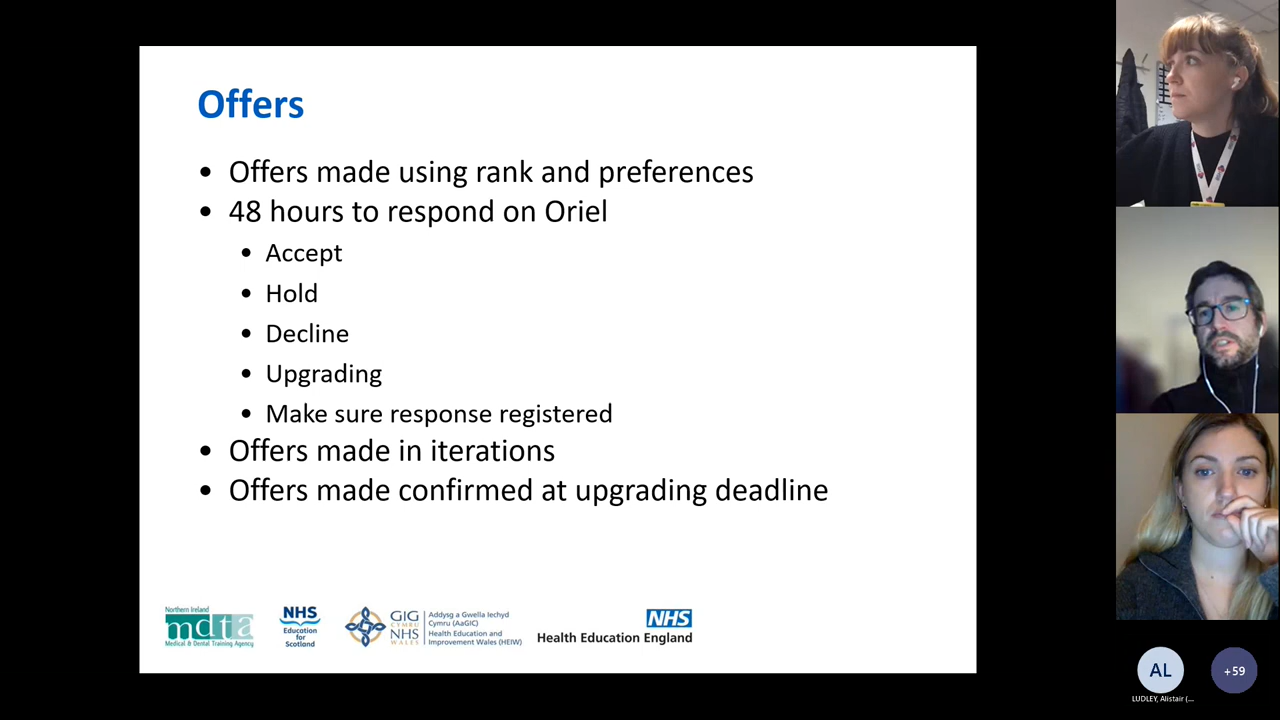 Offers
• Offers made using rank and preferences
• 48 hours to respond on Oriel
• Accept
• Hold
• Decline
• Upgrading
• Make sure response registered
• Offers made in iterations
• Offers made confirmed at upgrading deadline
Northern Ireland
mdta
Medical & Dental Training Agency
NHS
Education
for
Scotland
GIG
CYMRU
NHS
WALES
Addysg a Gwella Iechyd
Cymru (AaGIC)
Health Education and
Improvement Wales (HEIW)
NHS
Health Education England
AL
+59
LUDLEY, Alistair (...